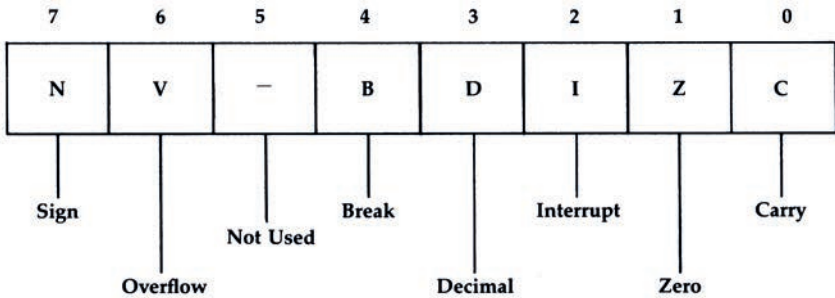 7 6 5 4 3 2 1 0
N V – B D I Z C
Sign Break Interrupt Carry
Not Used
Overflow Decimal Zero